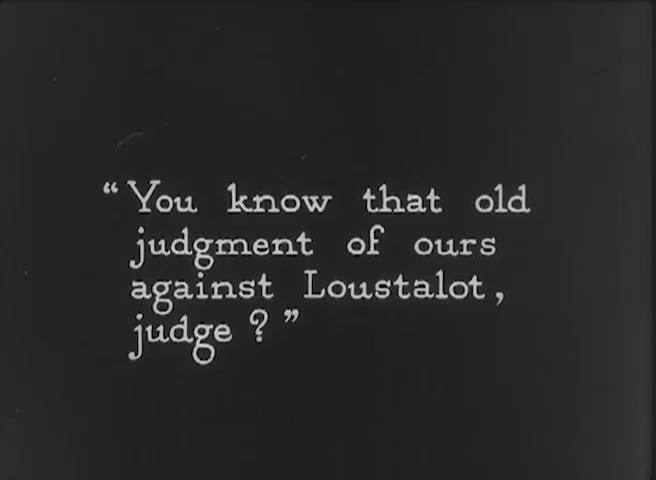 “You know that old
judgment of ours
against Loustalot,
judge?”